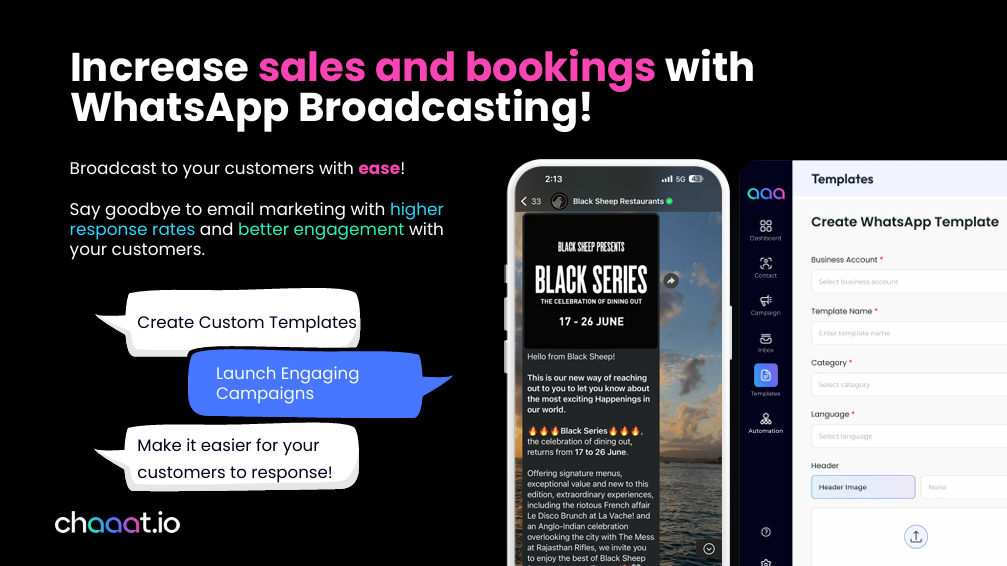 Increase sales and bookings with
WhatsApp Broadcasting!
Broadcast to your customers with ease!
Say goodbye to email marketing with higher
response rates and better engagement with
your customers.
Create Custom Templates
Launch Engaging
Campaigns
Make it easier for your
customers to response!
chaaat.io
2:13
5G
43
33
Black Sheep Restaurants
BLACK SHEEP PRESENTS
BLACK SERIES
THE CELEBRATION OF DINING OUT
17 - 26 JUNE
Hello from Black Sheep!
This is our new way of reaching
out to you to let you know about
the most exciting Happenings in
our world.
🔥🔥🔥Black Series🔥🔥🔥,
the celebration of dining out,
returns from 17 to 26 June.
Offering signature menus,
exceptional value and new to this
edition, extraordinary experiences,
including the riotous French affair
Le Disco Brunch at La Vache! and
an Anglo-Indian celebration
overlooking the city with The Mess
at Rajasthan Rifles, we invite you
to enjoy the best of Black Sheep
aaa
Dashboard
Contact
Campaign
Inbox
Templates
Automation
Templates
Create WhatsApp Template
Business Account *
Select business account
Template Name *
Enter template name
Category *
Select category
Language *
Select language
Header
Header Image
None